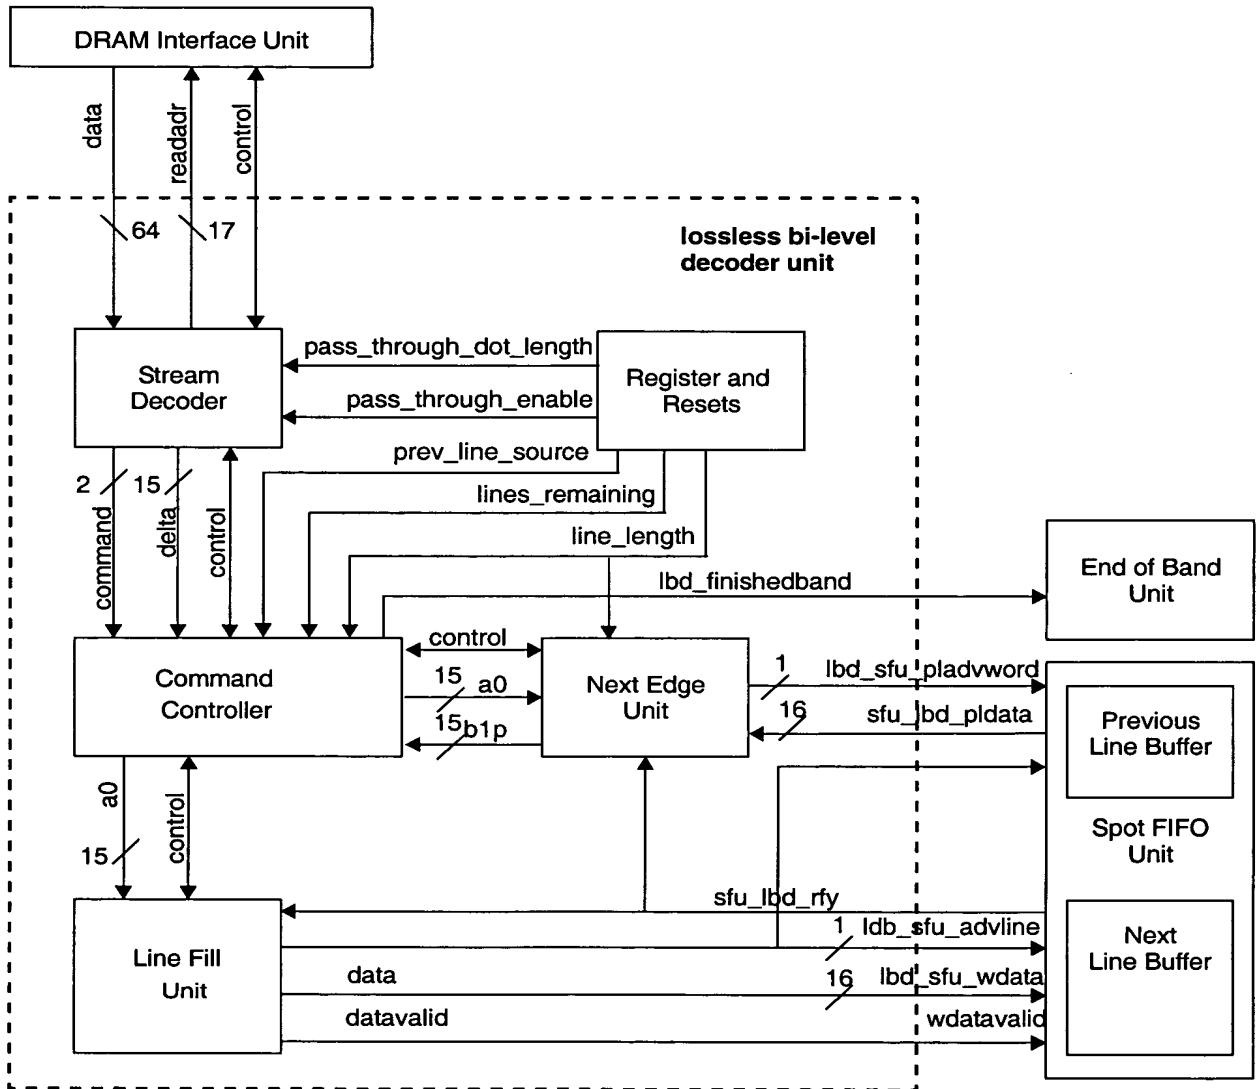 DRAM Interface Unit
data
readadr
control
64
17
lossless bi-level
decoder unit
Stream
Decoder
pass_through_dot_length
pass_through_enable
Register and
Resets
prev_line_source
lines_remaining
line_length
2
15
command
delta
control
lbd_finishedband
End of Band
Unit
Command
Controller
control
15
a0
15
b1p
Next Edge
Unit
1
lbd_sfu_pladvword
16
sfu_lbd_pldata
Previous
Line Buffer
Spot FIFO
Unit
a0
15
control
sfu_lbd_rfy
1
ldb_sfu_advline
Next
Line Buffer
Line Fill
Unit
data
16
lbd_sfu_wdata
datavalid
wdatavalid